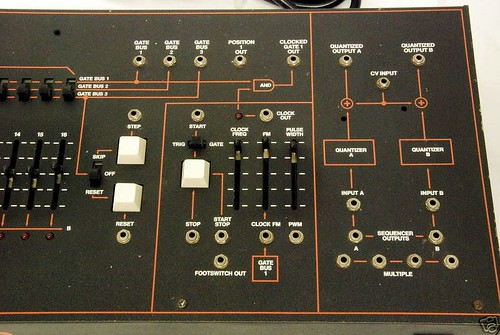 GATE BUS 1
GATE BUS 2
GATE BUS 3
POSITION 1 OUT
CLOCKED GATE 1 OUT
QUANTIZED OUTPUT A
QUANTIZED OUTPUT B
CV INPUT
GATE BUS 1
GATE BUS 2
GATE BUS 3
AND
STEP
START
CLOCK OUT
CLOCK FREQ
FM
PULSE WIDTH
14
15
16
SKIP
OFF
RESET
TRIG
GATE
QUANTIZER A
QUANTIZER B
INPUT A
INPUT B
RESET
STOP
START STOP
CLOCK FM
PWM
B
SEQUENCER OUTPUTS
A
B
FOOTSWITCH OUT
GATE BUS 1
MULTIPLE